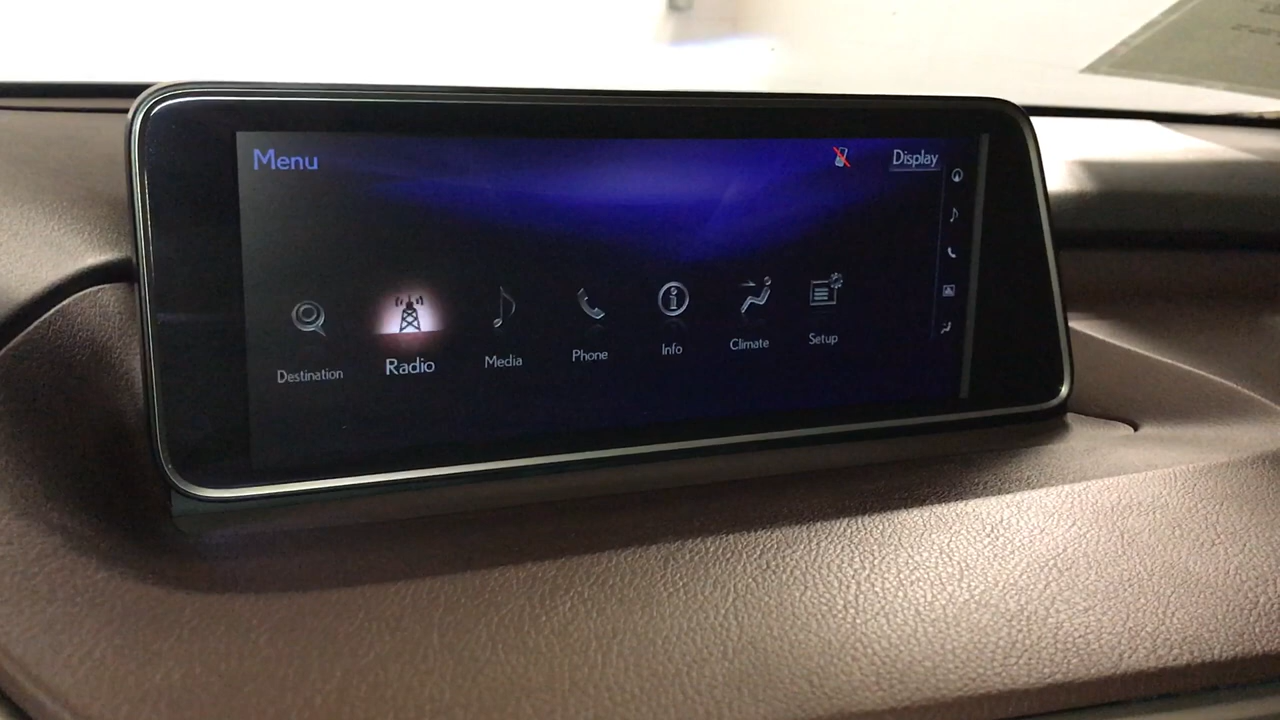 Menu
Display
Destination
Radio
Media
Phone
Info
Climate
Setup